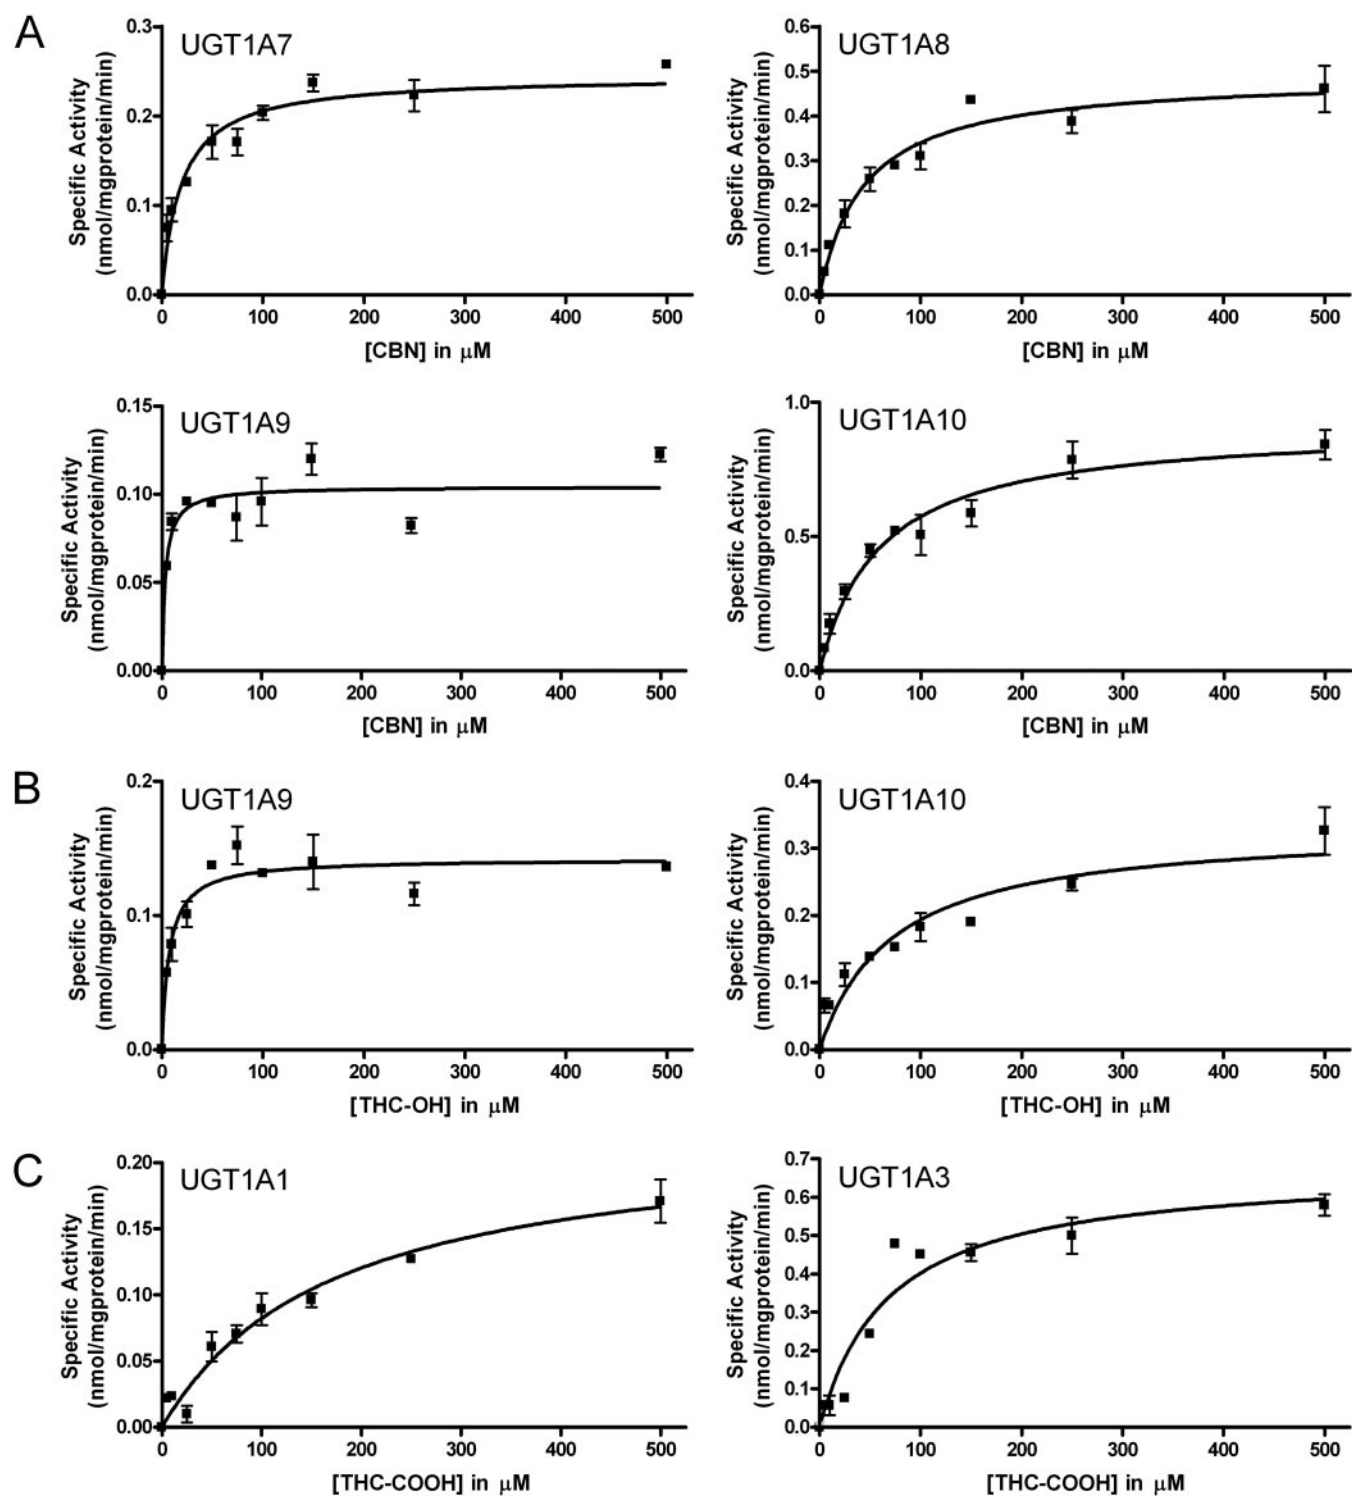 A
UGT1A7
Specific Activity
(nmol/mgprotein/min)
0.3
0.2
0.1
0.0
0 100 200 300 400 500
[CBN] in µM
UGT1A8
Specific Activity
(nmol/mgprotein/min)
0.6
0.5
0.4
0.3
0.2
0.1
0.0
0 100 200 300 400 500
[CBN] in µM
UGT1A9
Specific Activity
(nmol/mgprotein/min)
0.15
0.10
0.05
0.00
0 100 200 300 400 500
[CBN] in µM
UGT1A10
Specific Activity
(nmol/mgprotein/min)
1.0
0.5
0.0
0 100 200 300 400 500
[CBN] in µM
B
UGT1A9
Specific Activity
(nmol/mgprotein/min)
0.2
0.1
0.0
0 100 200 300 400 500
[THC-OH] in µM
UGT1A10
Specific Activity
(nmol/mgprotein/min)
0.4
0.3
0.2
0.1
0.0
0 100 200 300 400 500
[THC-OH] in µM
C
UGT1A1
Specific Activity
(nmol/mgprotein/min)
0.20
0.15
0.10
0.05
0.00
0 100 200 300 400 500
[THC-COOH] in µM
UGT1A3
Specific Activity
(nmol/mgprotein/min)
0.7
0.6
0.5
0.4
0.3
0.2
0.1
0.0
0 100 200 300 400 500
[THC-COOH] in µM